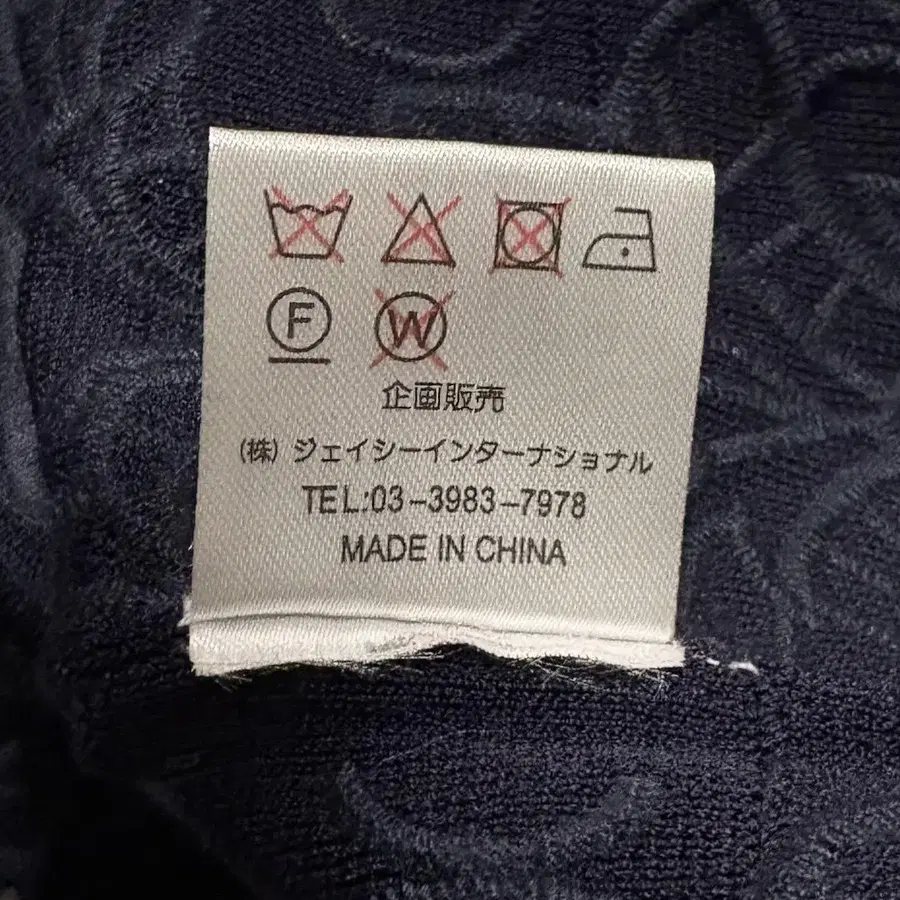 F W
企画販売
(株) ジェイシーインターナショナル
TEL:03-3983-7978
MADE IN CHINA